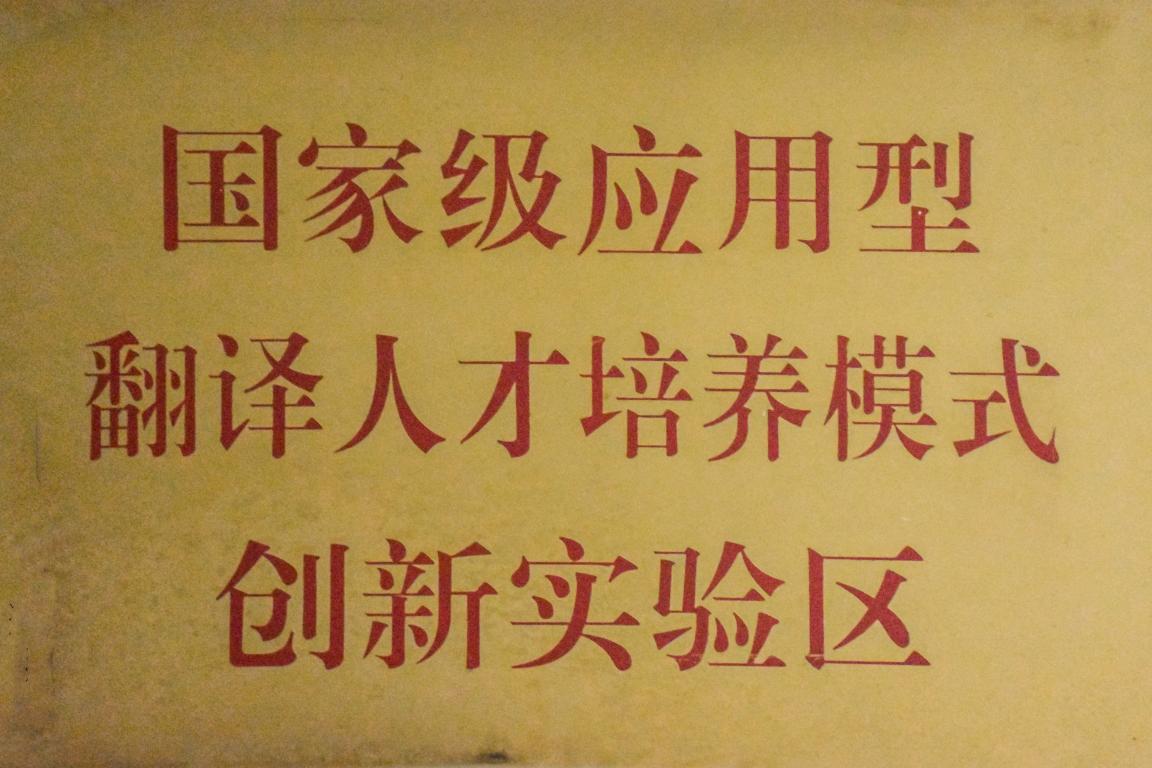 国家级应用型
翻译人才培养模式
创新实验区